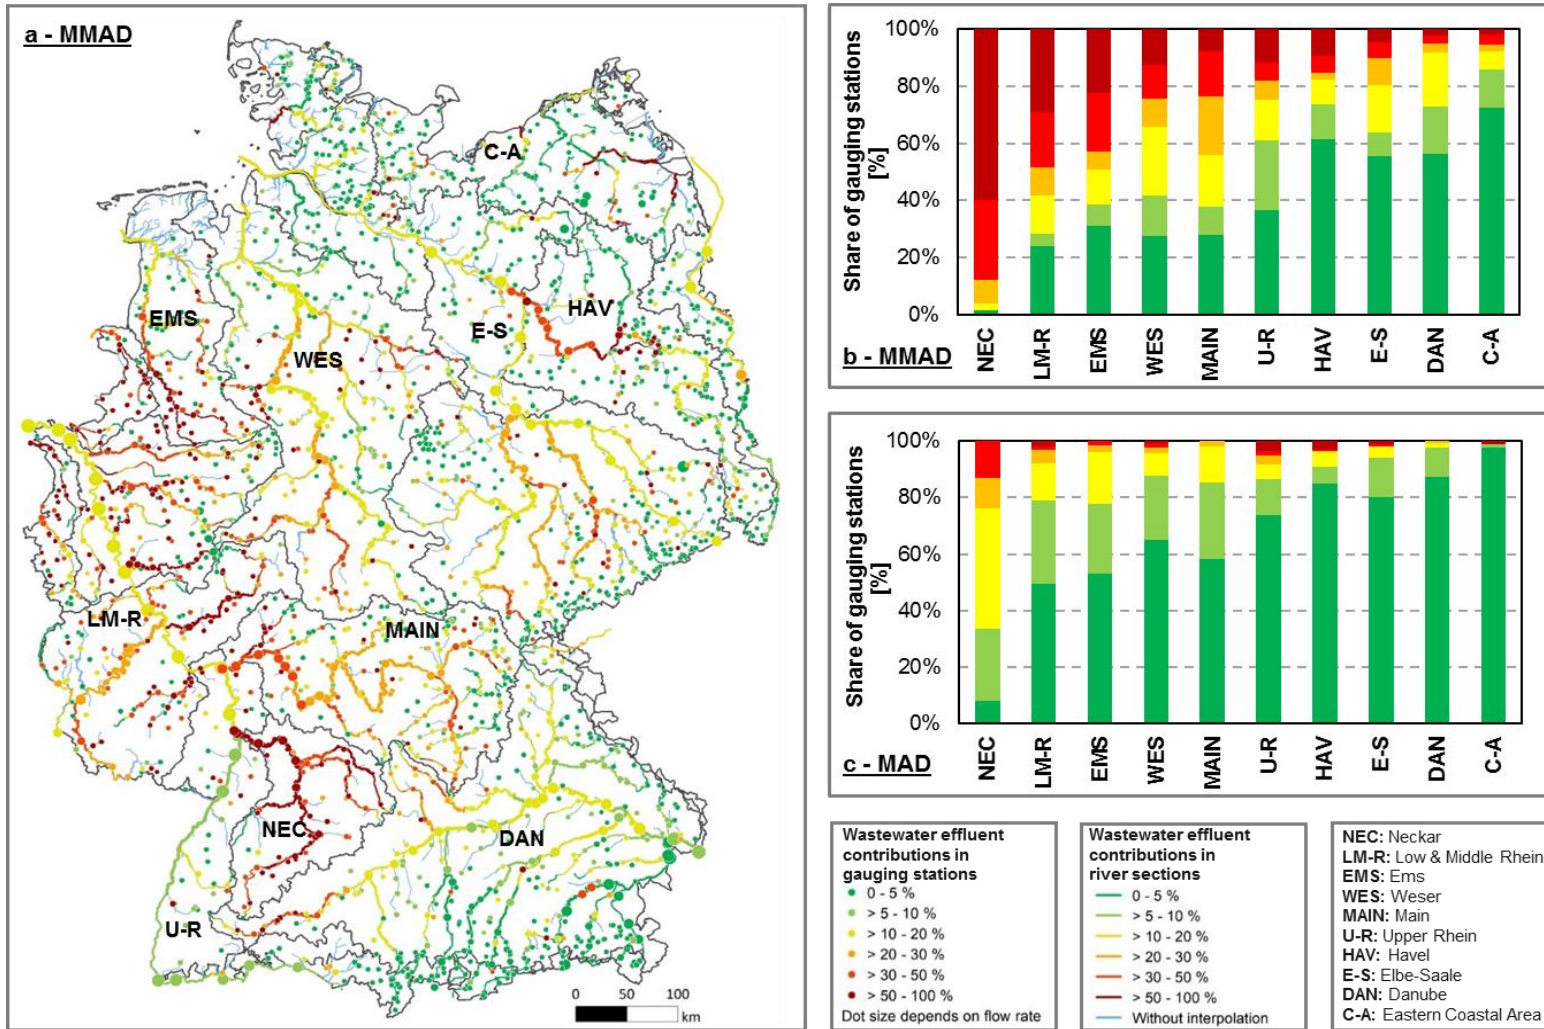 a - MMAD
C-A
EMS
WES
E-S
HAV
LM-R
MAIN
NEC
DAN
U-R
0 50 100
km
Share of gauging stations
[%]
100%
80%
60%
40%
20%
0%
NEC
LM-R
EMS
WES
MAIN
U-R
HAV
E-S
DAN
C-A
b - MMAD
Share of gauging stations
[%]
100%
80%
60%
40%
20%
0%
NEC
LM-R
EMS
WES
MAIN
U-R
HAV
E-S
DAN
C-A
c - MAD
Wastewater effluent
contributions in
gauging stations
0 - 5 %
> 5 - 10 %
> 10 - 20 %
> 20 - 30 %
> 30 - 50 %
> 50 - 100 %
Dot size depends on flow rate
Wastewater effluent
contributions in
river sections
0 - 5 %
> 5 - 10 %
> 10 - 20 %
> 20 - 30 %
> 30 - 50 %
> 50 - 100 %
Without interpolation
NEC: Neckar
LM-R: Low & Middle Rhein
EMS: Ems
WES: Weser
MAIN: Main
U-R: Upper Rhein
HAV: Havel
E-S: Elbe-Saale
DAN: Danube
C-A: Eastern Coastal Area